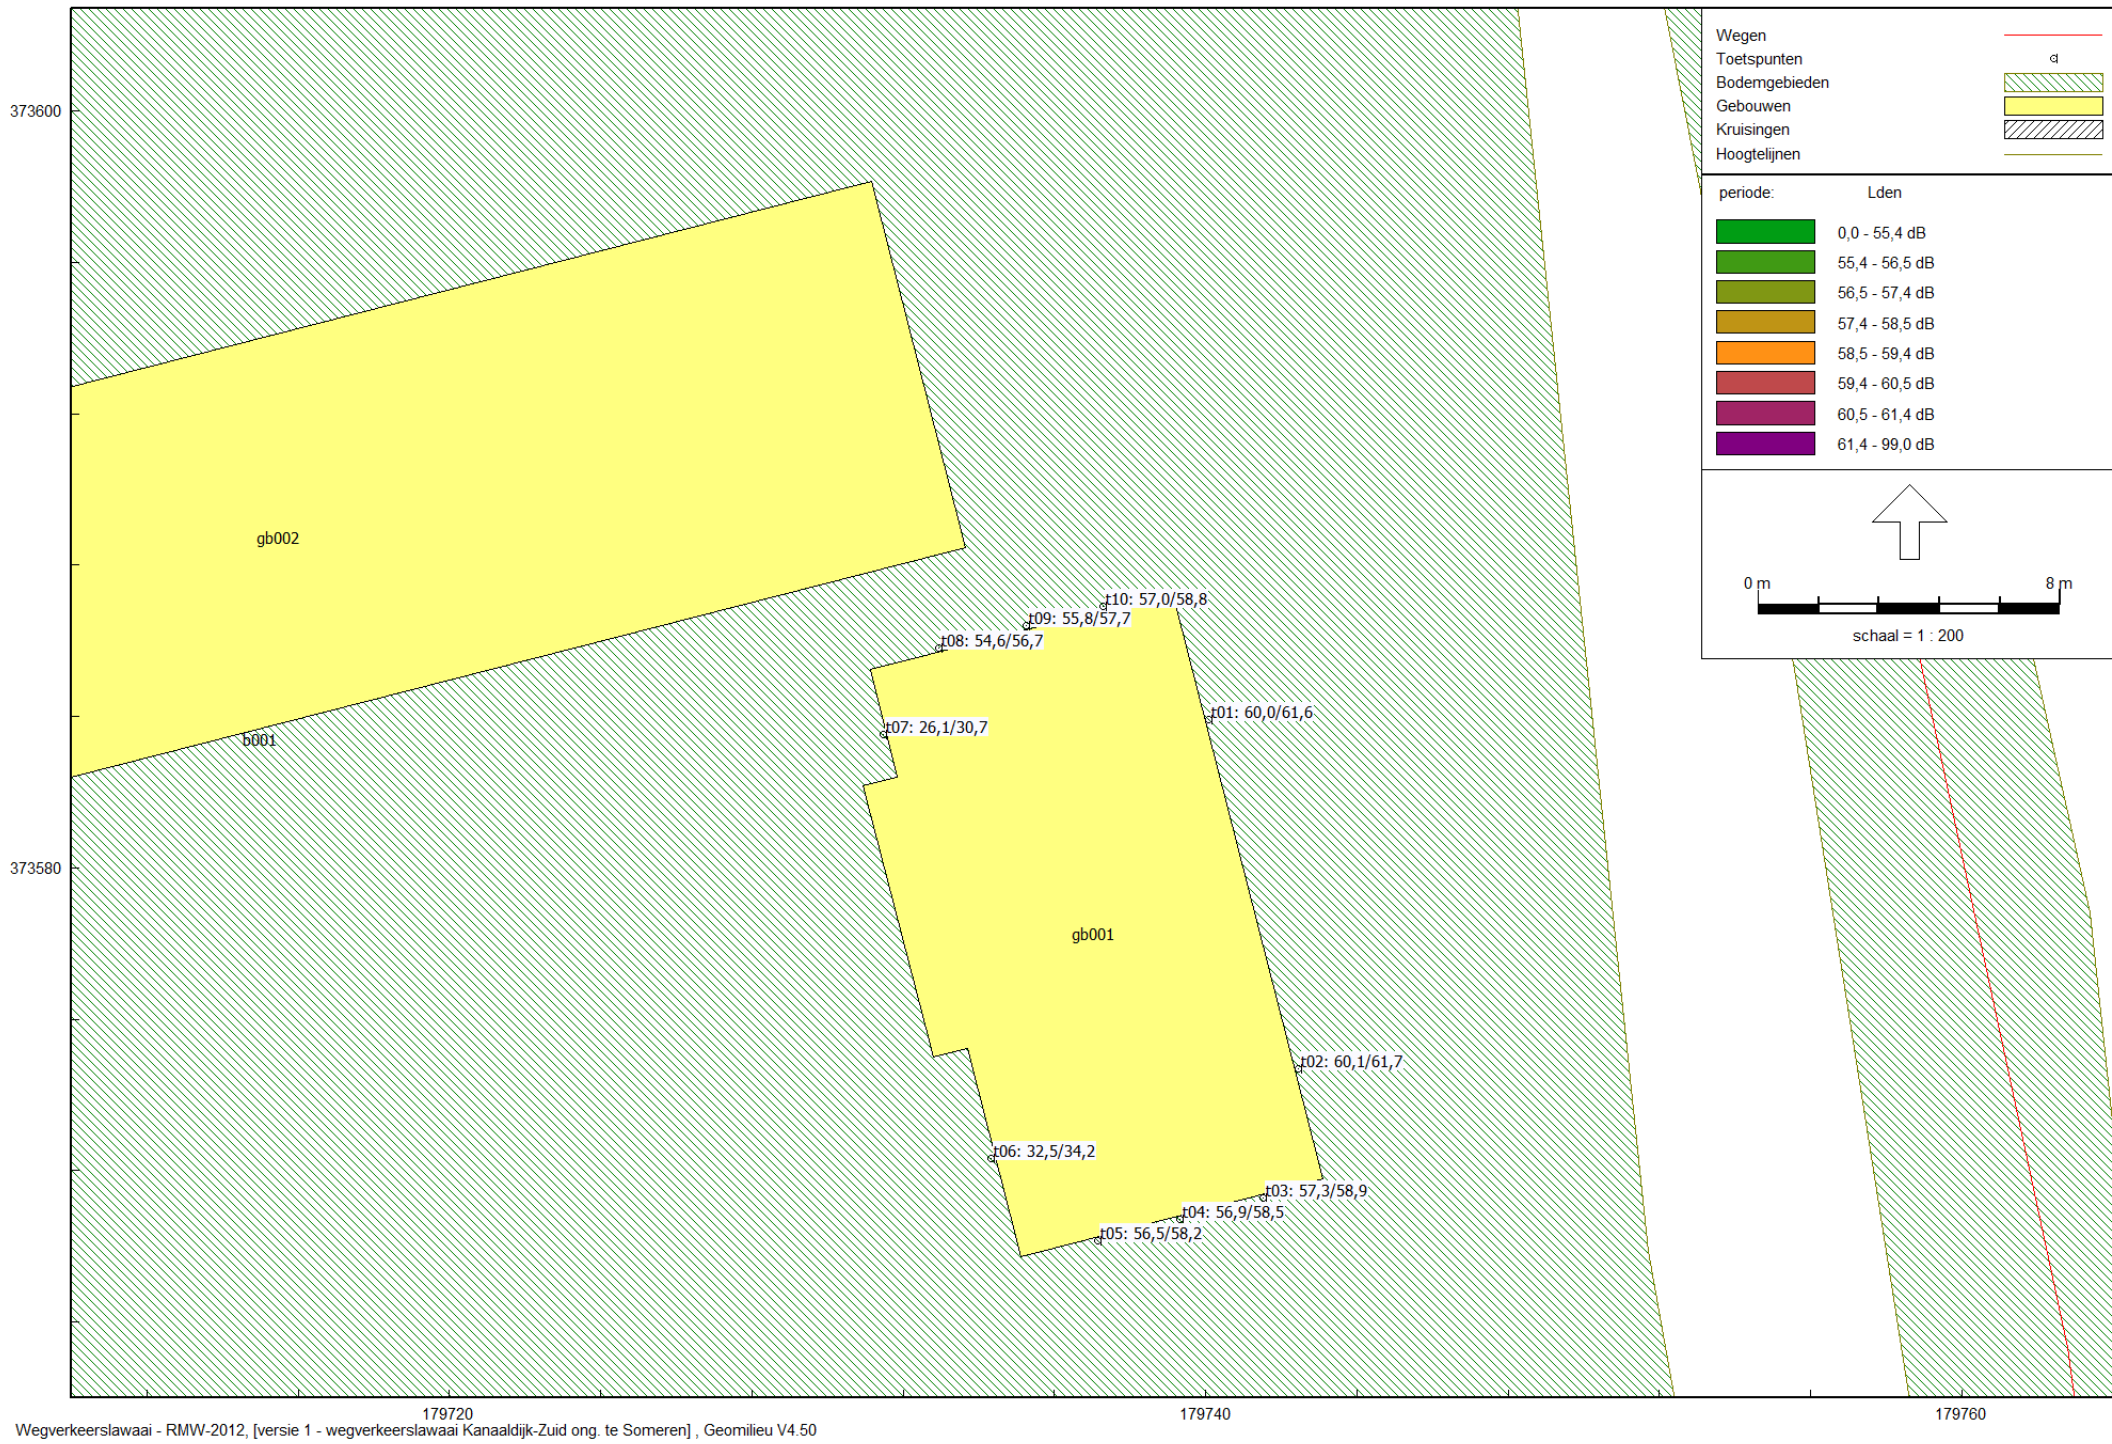 Wegen
Toetspunten
Bodemgebieden
Gebouwen
Kruisingen
Hoogtelijnen
periode: Lden
0,0 - 55,4 dB
55,4 - 56,5 dB
56,5 - 57,4 dB
57,4 - 58,5 dB
58,5 - 59,4 dB
59,4 - 60,5 dB
60,5 - 61,4 dB
61,4 - 99,0 dB
0 m 8 m
schaal = 1 : 200
373600
373580
gb002
b001
gb001
t10: 57,0/58,8
t09: 55,8/57,7
t08: 54,6/56,7
t01: 60,0/61,6
t07: 26,1/30,7
t02: 60,1/61,7
t06: 32,5/34,2
t03: 57,3/58,9
t04: 56,9/58,5
t05: 56,5/58,2
179720 179740 179760
Wegverkeerslawaai - RMW-2012, [versie 1 - wegverkeerslawaai Kanaaldijk-Zuid ong. te Someren] , Geomilieu V4.50